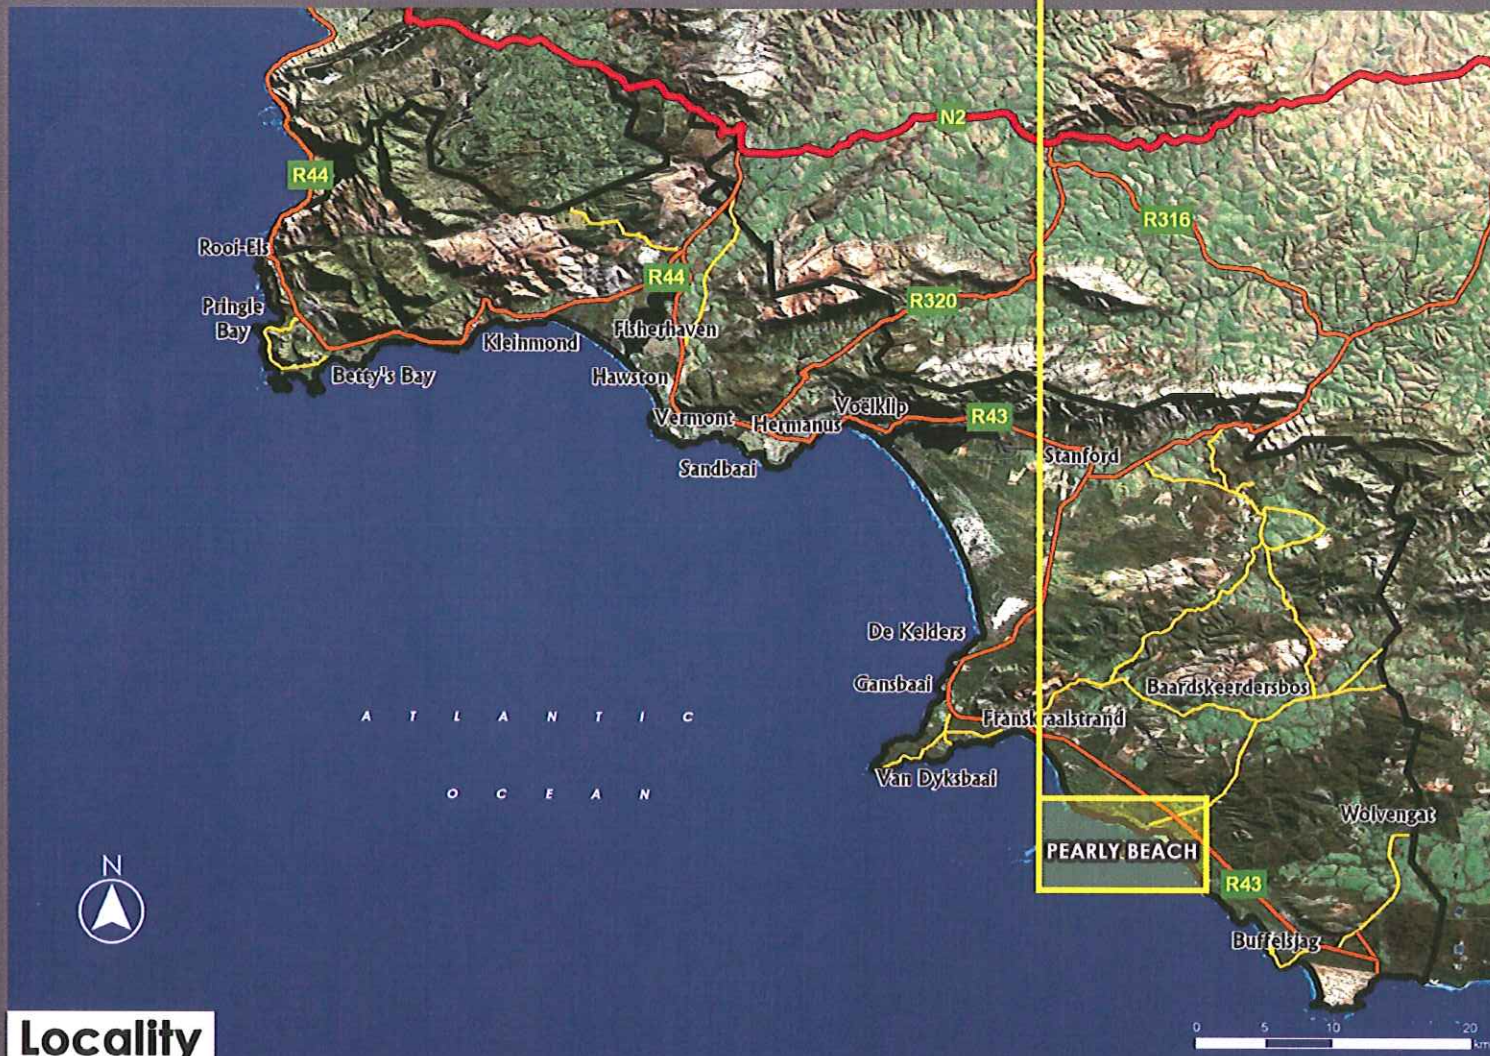 N2
R44
R316
Rooi-Els
R44
Pringle
Bay
R320
Fisherhaven
Kleinmond
Betty's Bay
Hawston
Voëlklip
Vermont
Hermanus
R43
Stanford
Sandbaai
De Kelders
Gansbaai
Baardskeerdersbos
ATLANTIC
Franskraalstrand
Van Dyksbaai
OCEAN
Wolvengat
PEARLY BEACH
N
R43
Buffelsjag
Locality
0 5 10 20
km